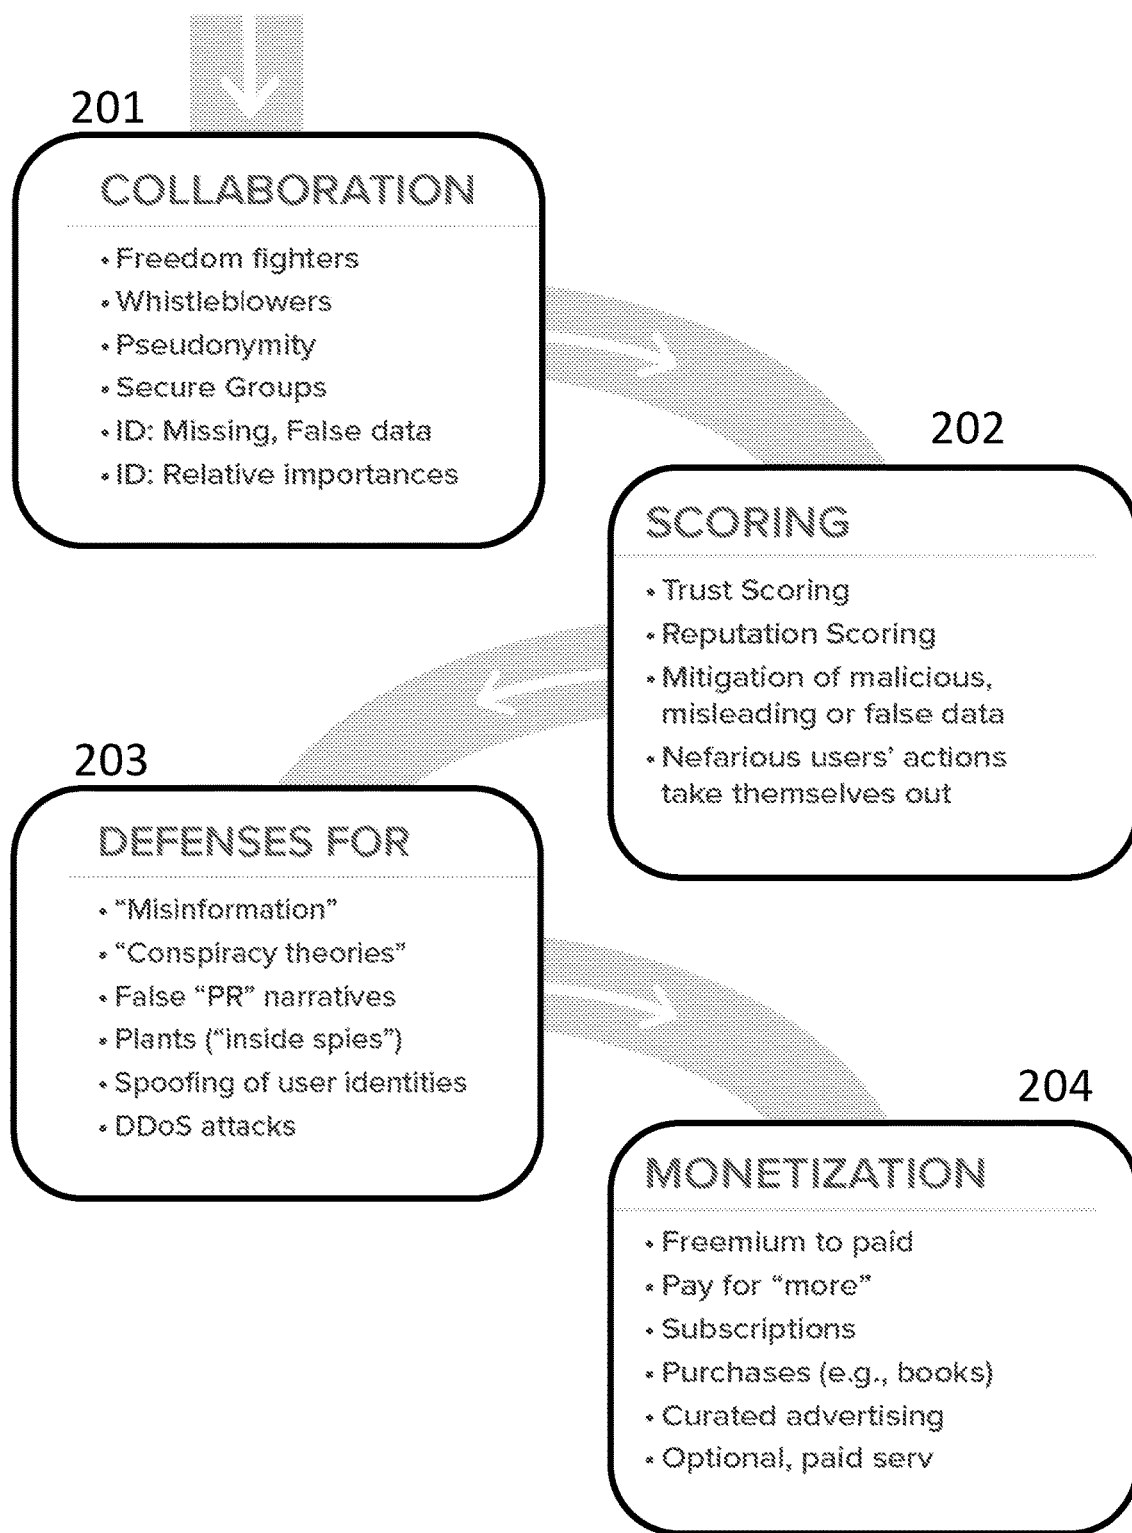 201
COLLABORATION
• Freedom fighters
• Whistleblowers
• Pseudonymity
• Secure Groups
• ID: Missing, False data
• ID: Relative importances
202
SCORING
• Trust Scoring
• Reputation Scoring
• Mitigation of malicious,
misleading or false data
• Nefarious users’ actions
take themselves out
203
DEFENSES FOR
• “Misinformation”
• “Conspiracy theories”
• False “PR” narratives
• Plants (“inside spies”)
• Spoofing of user identities
• DDoS attacks
204
MONETIZATION
• Freemium to paid
• Pay for “more”
• Subscriptions
• Purchases (e.g., books)
• Curated advertising
• Optional, paid serv